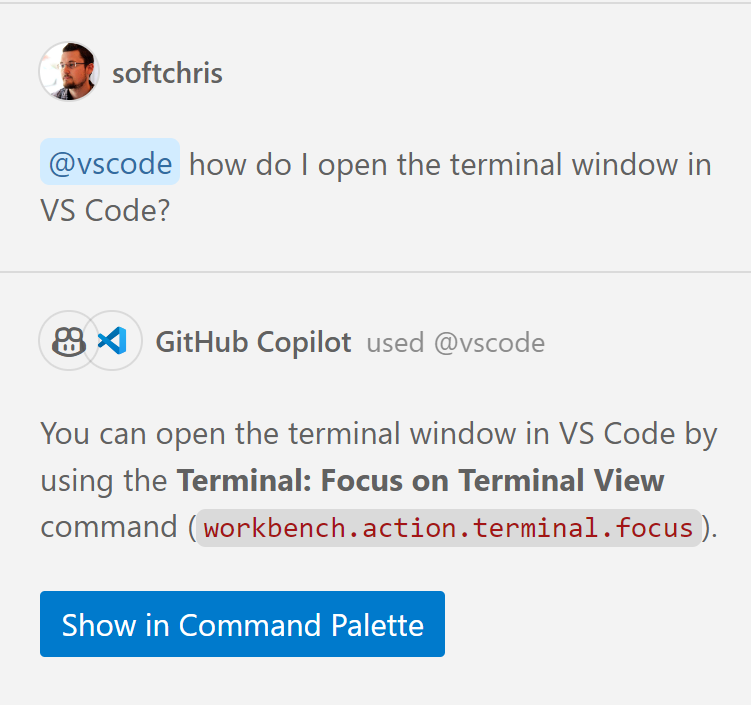 softchris
@vscode how do I open the terminal window in
VS Code?
GitHub Copilot used @vscode
You can open the terminal window in VS Code by
using the Terminal: Focus on Terminal View
command (workbench.action.terminal.focus).
Show in Command Palette